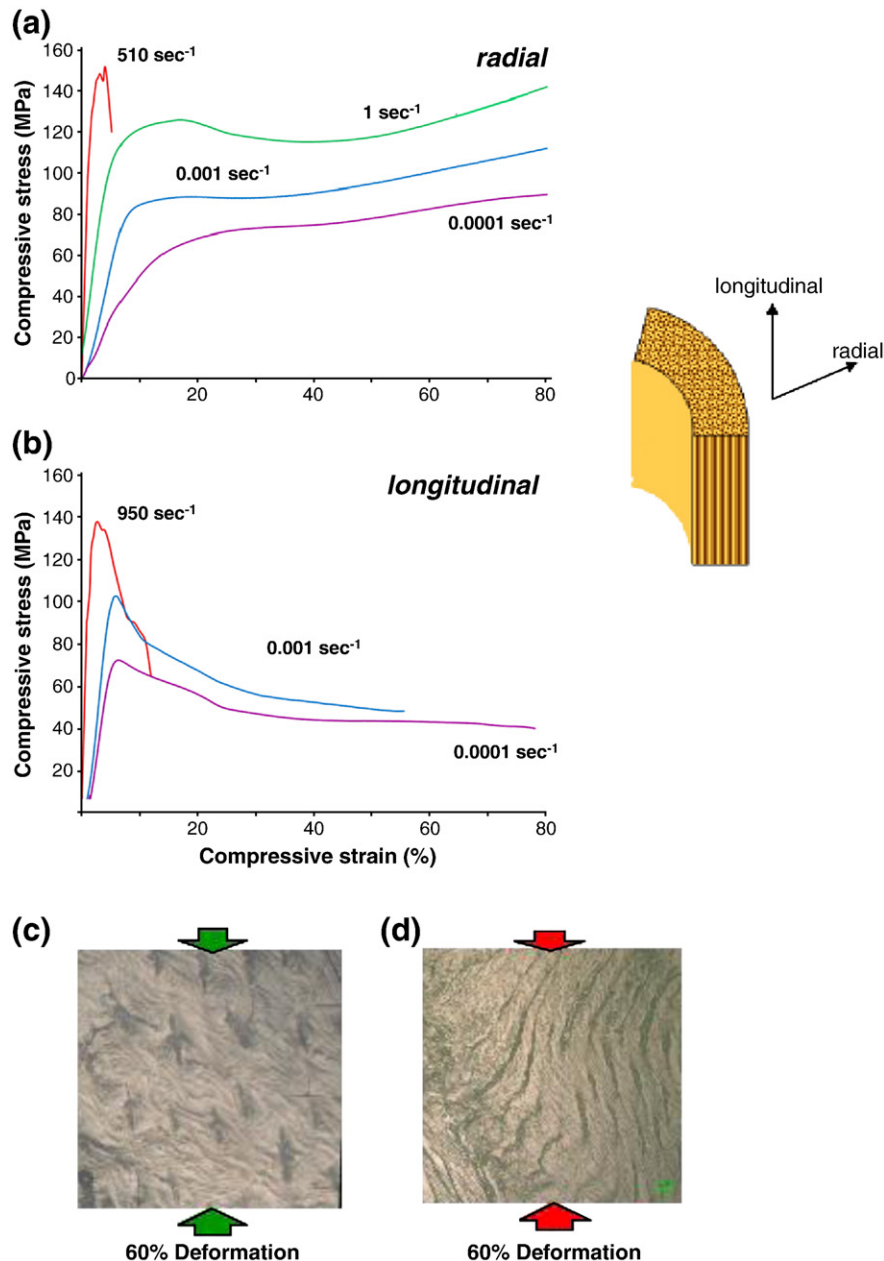 (a)
160
140
120
100
80
60
40
20
0
Compressive stress (MPa)
510 sec⁻¹
radial
1 sec⁻¹
0.001 sec⁻¹
0.0001 sec⁻¹
20
40
60
80
longitudinal
radial
(b)
160
140
120
100
80
60
40
20
Compressive stress (MPa)
longitudinal
950 sec⁻¹
0.001 sec⁻¹
0.0001 sec⁻¹
20
40
60
80
Compressive strain (%)
(c)
(d)
60% Deformation
60% Deformation